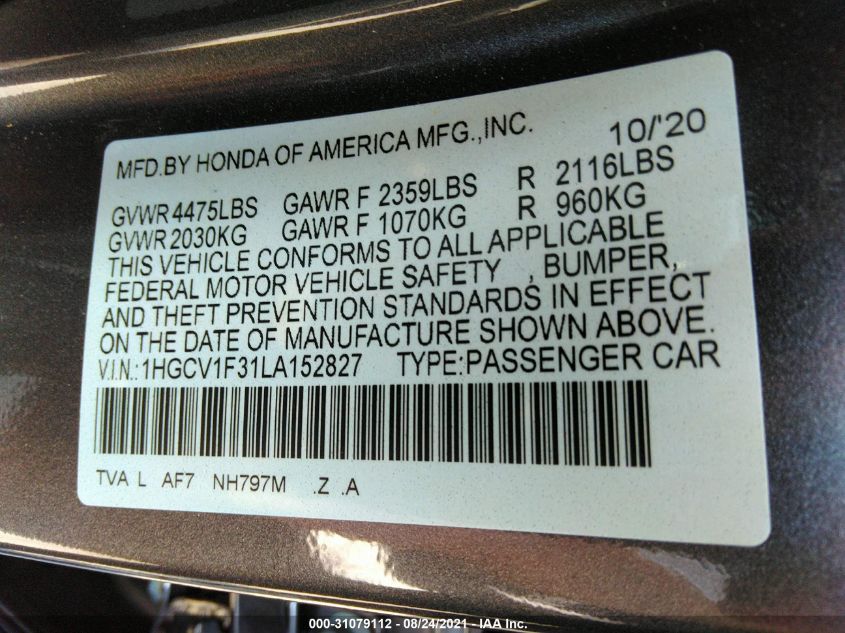 MFD.BY HONDA OF AMERICA MFG.,INC. 10/'20
GVWR 4475LBS GAWR F 2359LBS R 2116LBS
GVWR 2030KG GAWR F 1070KG R 960KG
THIS VEHICLE CONFORMS TO ALL APPLICABLE
FEDERAL MOTOR VEHICLE SAFETY , BUMPER,
AND THEFT PREVENTION STANDARDS IN EFFECT
ON THE DATE OF MANUFACTURE SHOWN ABOVE.
V.I.N.: 1HGCV1F31LA152827 TYPE:PASSENGER CAR
TVA L AF7 NH797M .Z .A
000-31079112 - 08/24/2021 - IAA Inc.